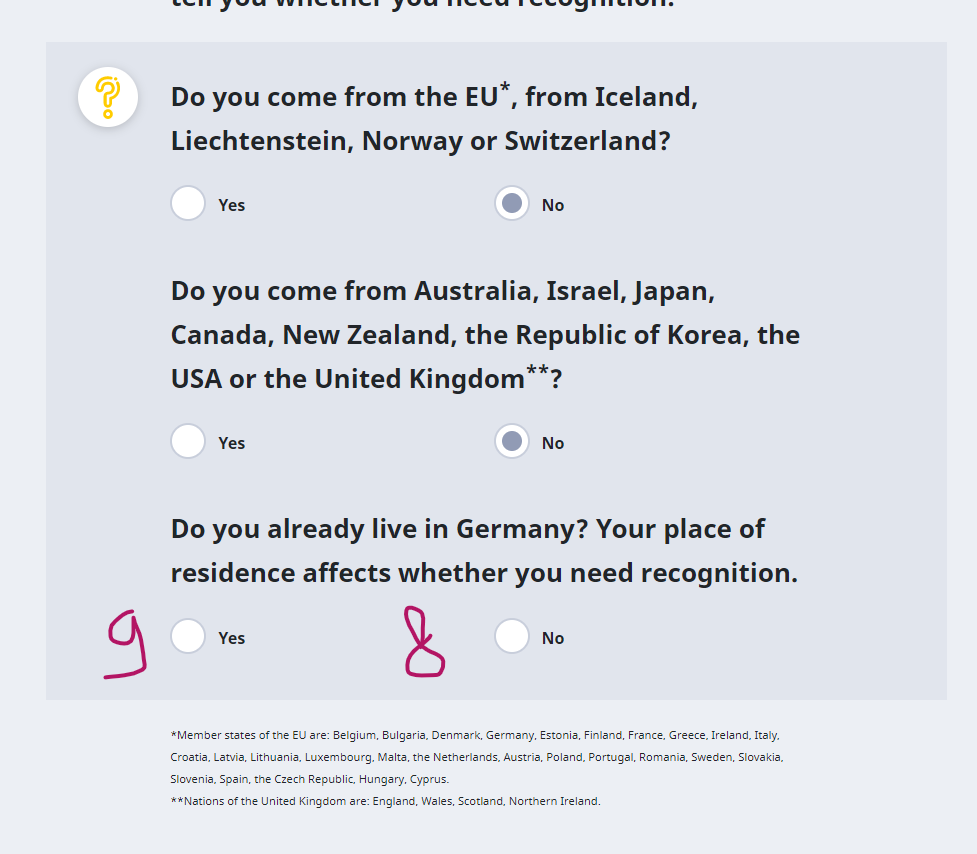 tell you whether you need recognition.
Do you come from the EU*, from Iceland,
Liechtenstein, Norway or Switzerland?
Yes No
Do you come from Australia, Israel, Japan,
Canada, New Zealand, the Republic of Korea, the
USA or the United Kingdom**?
Yes No
Do you already live in Germany? Your place of
residence affects whether you need recognition.
9 Yes 8 No
*Member states of the EU are: Belgium, Bulgaria, Denmark, Germany, Estonia, Finland, France, Greece, Ireland, Italy,
Croatia, Latvia, Lithuania, Luxembourg, Malta, the Netherlands, Austria, Poland, Portugal, Romania, Sweden, Slovakia,
Slovenia, Spain, the Czech Republic, Hungary, Cyprus.
**Nations of the United Kingdom are: England, Wales, Scotland, Northern Ireland.